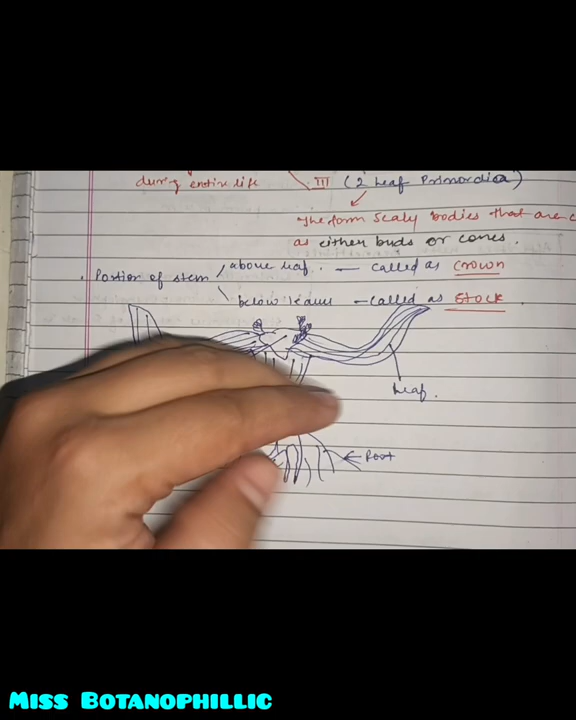 during entire life III (2 leaf Primordia)
The form Scaly bodies that are c
as either buds or cones.
Portion of stem above leaf. — called as Crown
below leaves — called as Stock.
Leaf.
Root
Miss Botanophillic